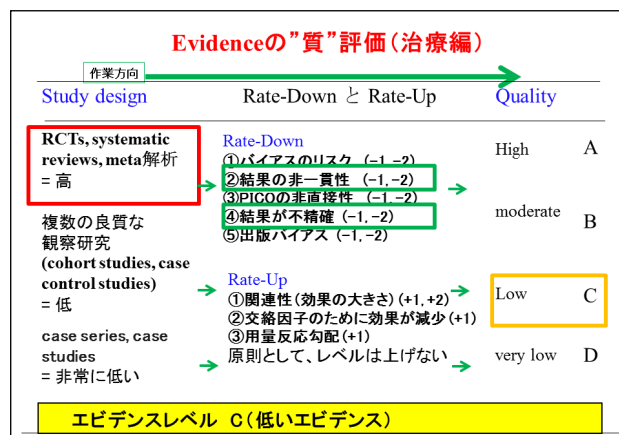 Evidenceの”質”評価（治療編）
作業方向
Study design
Rate-Down と Rate-Up
Quality
RCTs, systematic
reviews, meta解析
= 高
複数の良質な
観察研究
(cohort studies, case
control studies)
= 低
case series, case
studies
= 非常に低い
Rate-Down
①バイアスのリスク（−1，−2）
②結果の非一貫性（−1，−2）
③PICOの非直接性（−1，−2）
④結果が不精確（−1，−2）
⑤出版バイアス（−1，−2）
Rate-Up
①関連性（効果の大きさ）（+1，+2）
②交絡因子のために効果が減少（+1）
③用量反応勾配（+1）
原則として、レベルは上げない
High A
moderate B
Low C
very low D
エビデンスレベル C（低いエビデンス）